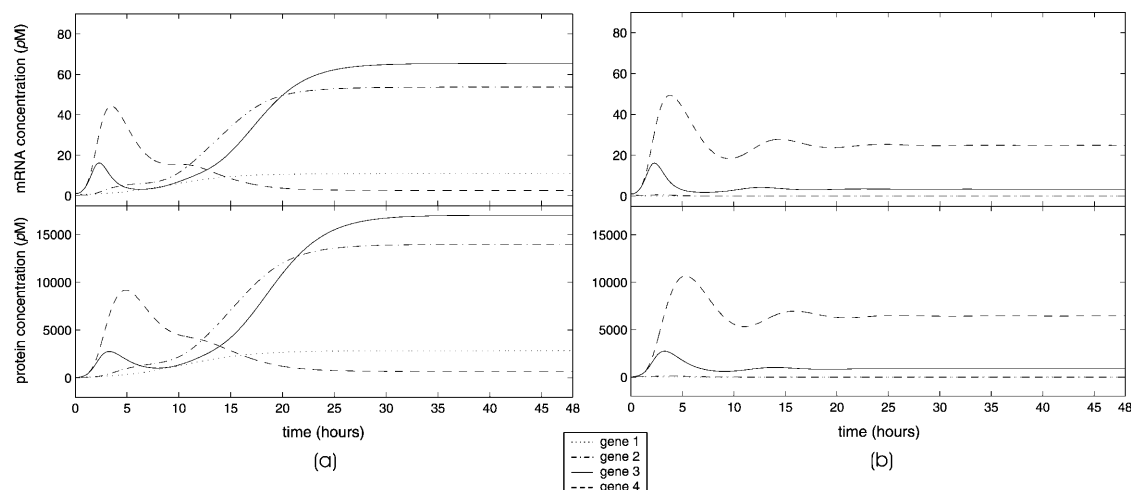 mRNA concentration (pM)
80
60
40
20
0
protein concentration (pM)
15000
10000
5000
0
0 5 10 15 20 25 30 35 40 45 48
time (hours)
(a)
80
60
40
20
0
15000
10000
5000
0
0 5 10 15 20 25 30 35 40 45 48
time (hours)
(b)
gene 1
gene 2
gene 3
gene 4